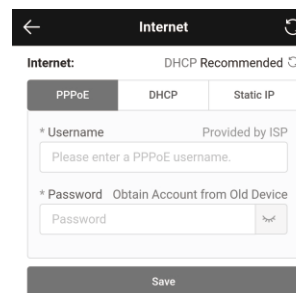 Internet
Internet: DHCP Recommended
PPPoE DHCP Static IP
* Username Provided by ISP
Please enter a PPPoE username.
* Password Obtain Account from Old Device
Password
Save